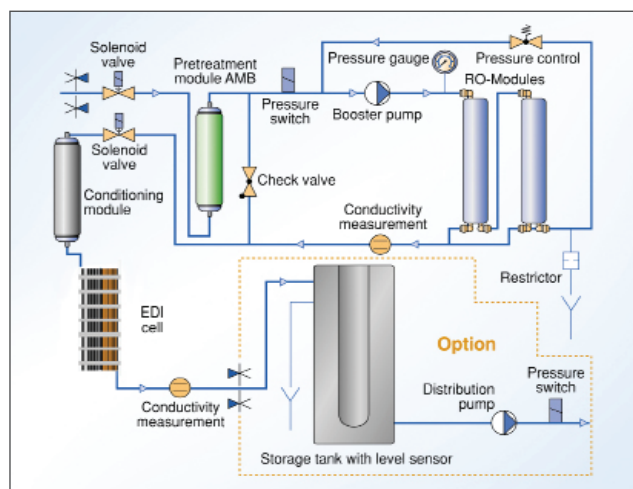 Solenoid
valve
Pretreatment
module AMB
Pressure gauge
Pressure control
RO-Modules
Pressure
switch
Booster pump
Solenoid
valve
Conditioning
module
Check valve
Conductivity
measurement
Restrictor
EDI
cell
Option
Conductivity
measurement
Distribution
pump
Pressure
switch
Storage tank with level sensor